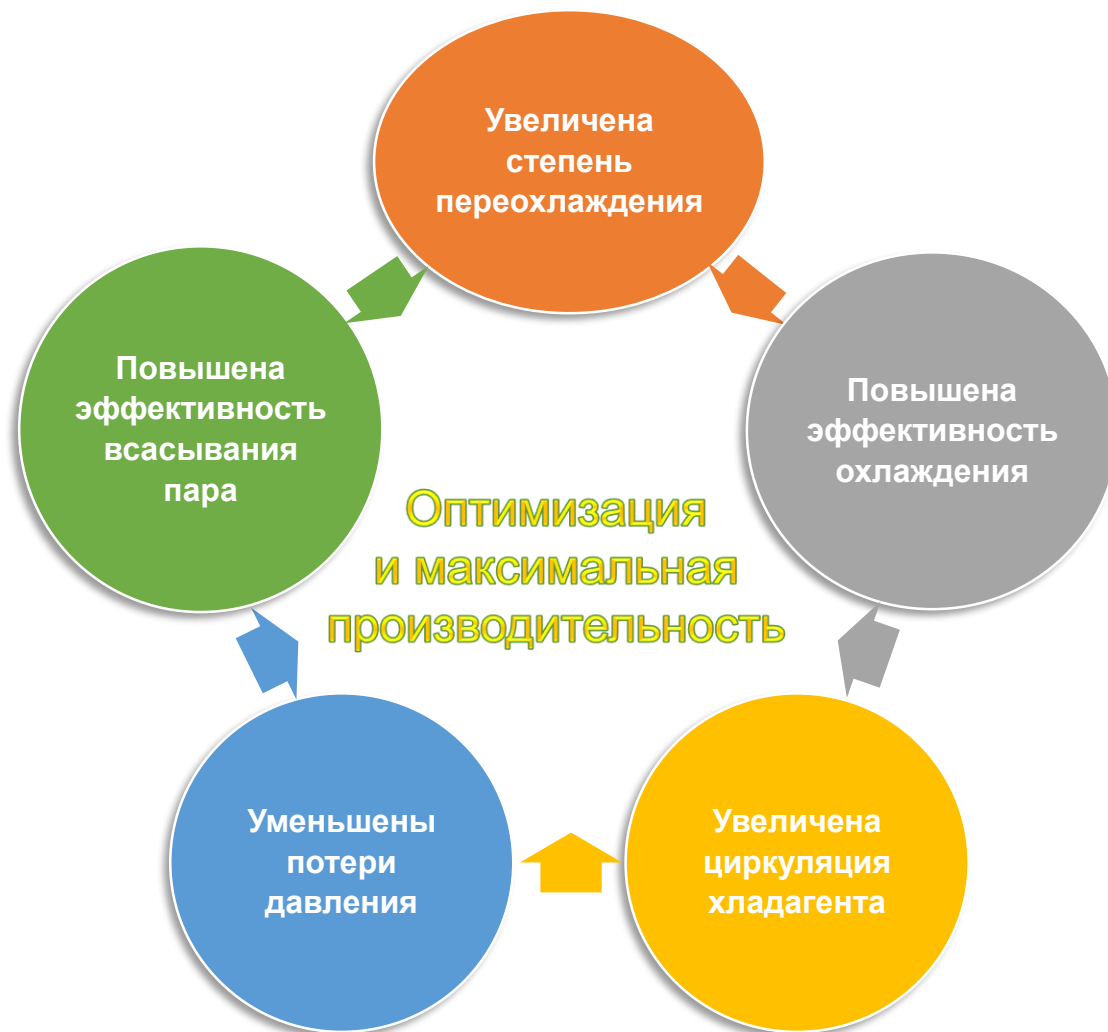 Увеличена
степень
переохлаждения
Повышена
эффективность
всасывания
пара
Повышена
эффективность
охлаждения
Оптимизация
и максимальная
производительность
Уменьшены
потери
давления
Увеличена
циркуляция
хладагента